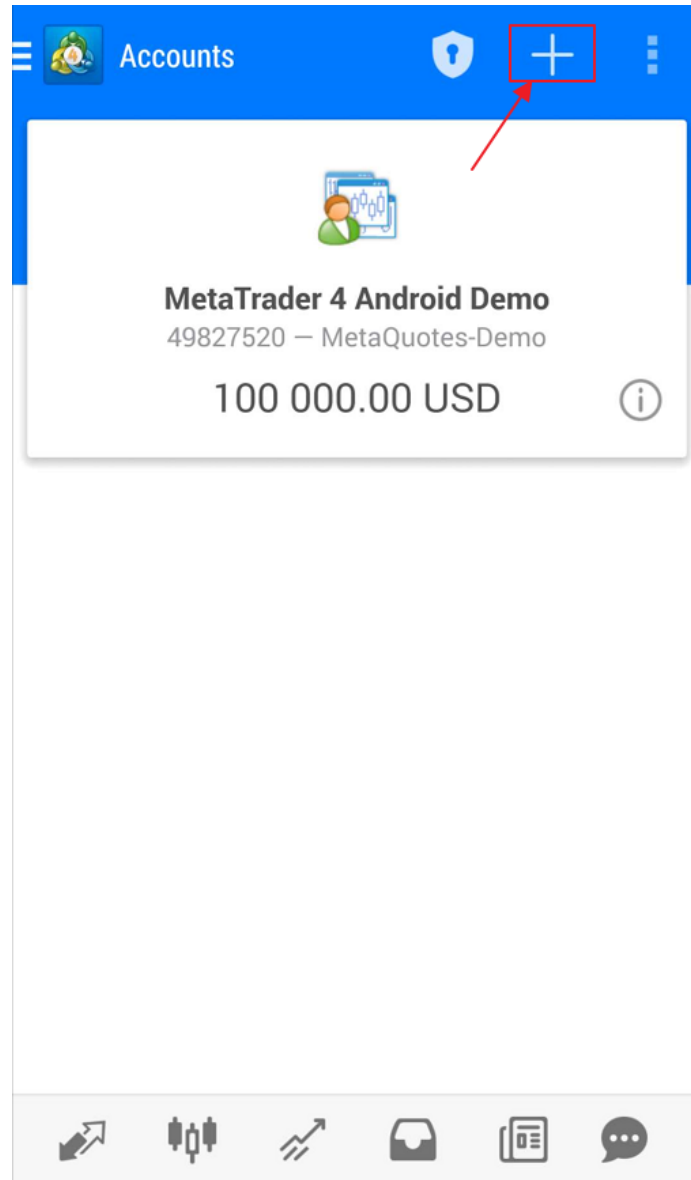 Accounts
MetaTrader 4 Android Demo
49827520 — MetaQuotes-Demo
100 000.00 USD